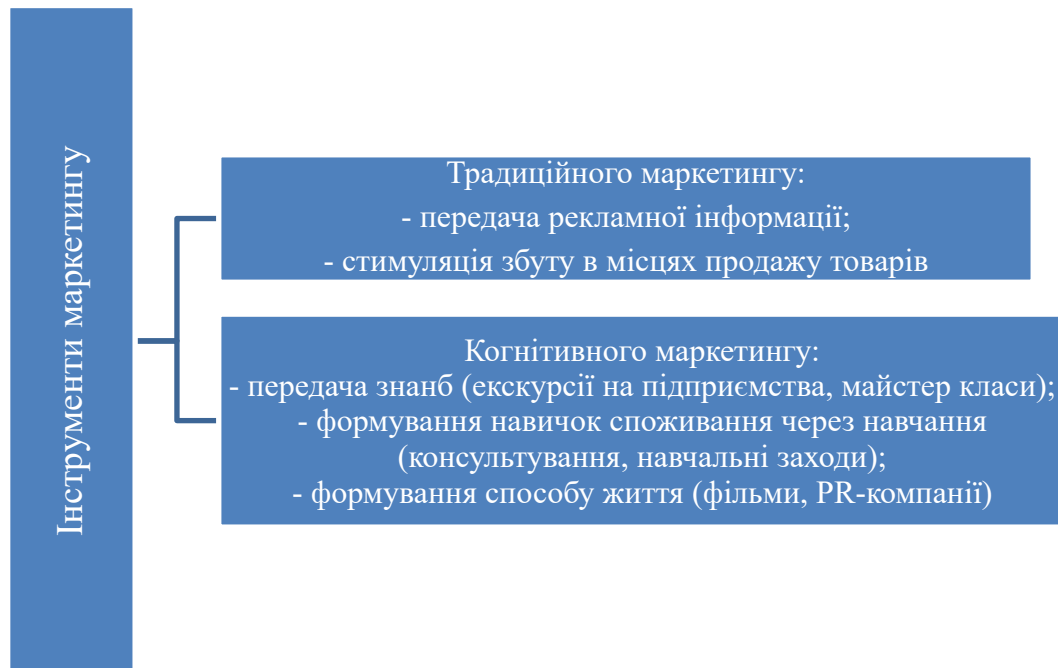 Інструменти маркетингу
Традиційного маркетингу:
- передача рекламної інформації;
- стимуляція збуту в місцях продажу товарів
Когнітивного маркетингу:
- передача знанб (екскурсії на підприємства, майстер класи);
- формування навичок споживання через навчання
(консультування, навчальні заходи);
- формування способу життя (фільми, PR-компанії)